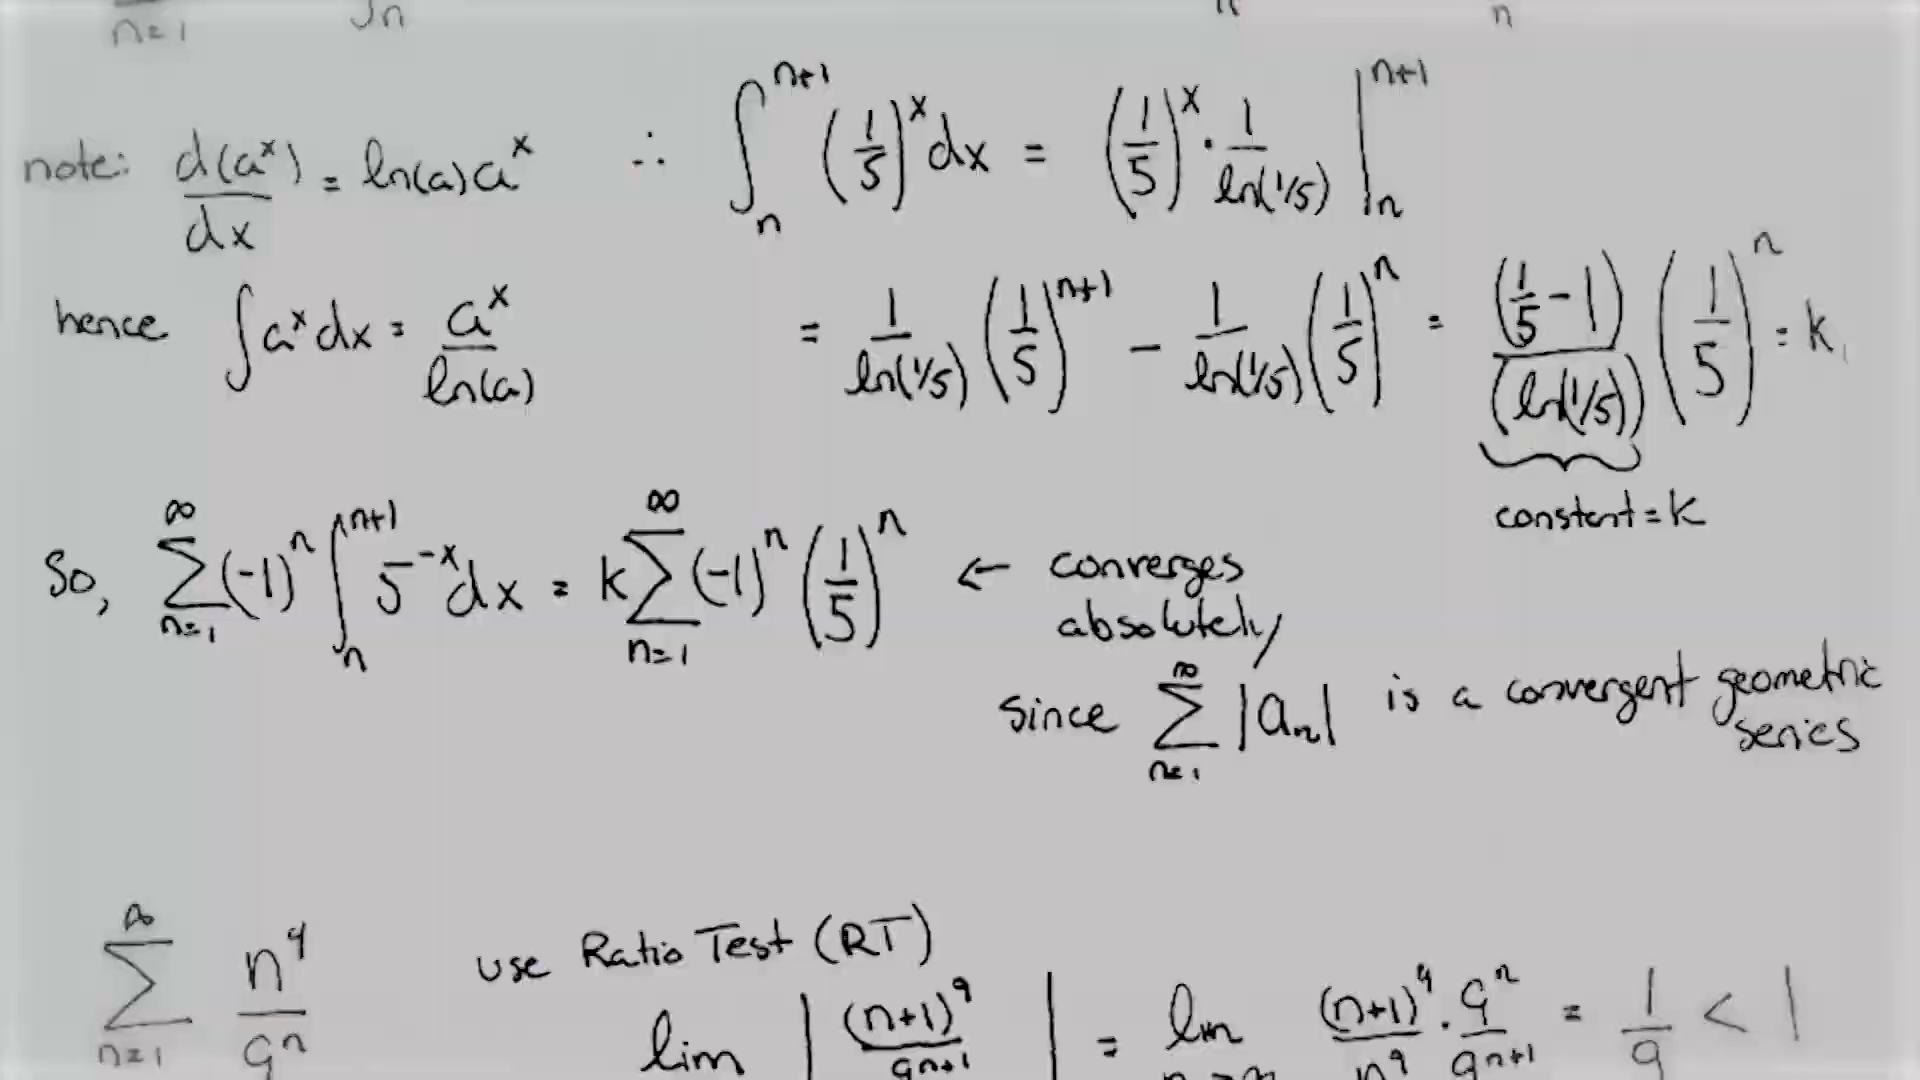 n=1 ∫n n n
note: d(a^x)/dx = ln(a)a^x ∴ ∫_n^{n+1} (1/5)^x dx = (1/5)^x · 1/ln(1/5) |_n^{n+1}
hence ∫a^x dx = a^x/ln(a) = 1/ln(1/5) (1/5)^{n+1} − 1/ln(1/5) (1/5)^n = (1/5 − 1)/(ln(1/5)) (1/5)^n = k
constant = k
So, ∑_{n=1}^∞ (-1)^n ∫_n^{n+1} 5^{-x} dx = k ∑_{n=1}^∞ (-1)^n (1/5)^n ← converges
absolutely
since ∑_{n=1}^∞ |a_n| is a convergent geometric
series
∑_{n=1}^∞ n^9/9^n use Ratio Test (RT)
lim | (n+1)^9/9^{n+1} | = lim (n+1)^9/n^9 · 9^n/9^{n+1} = 1/9 < 1